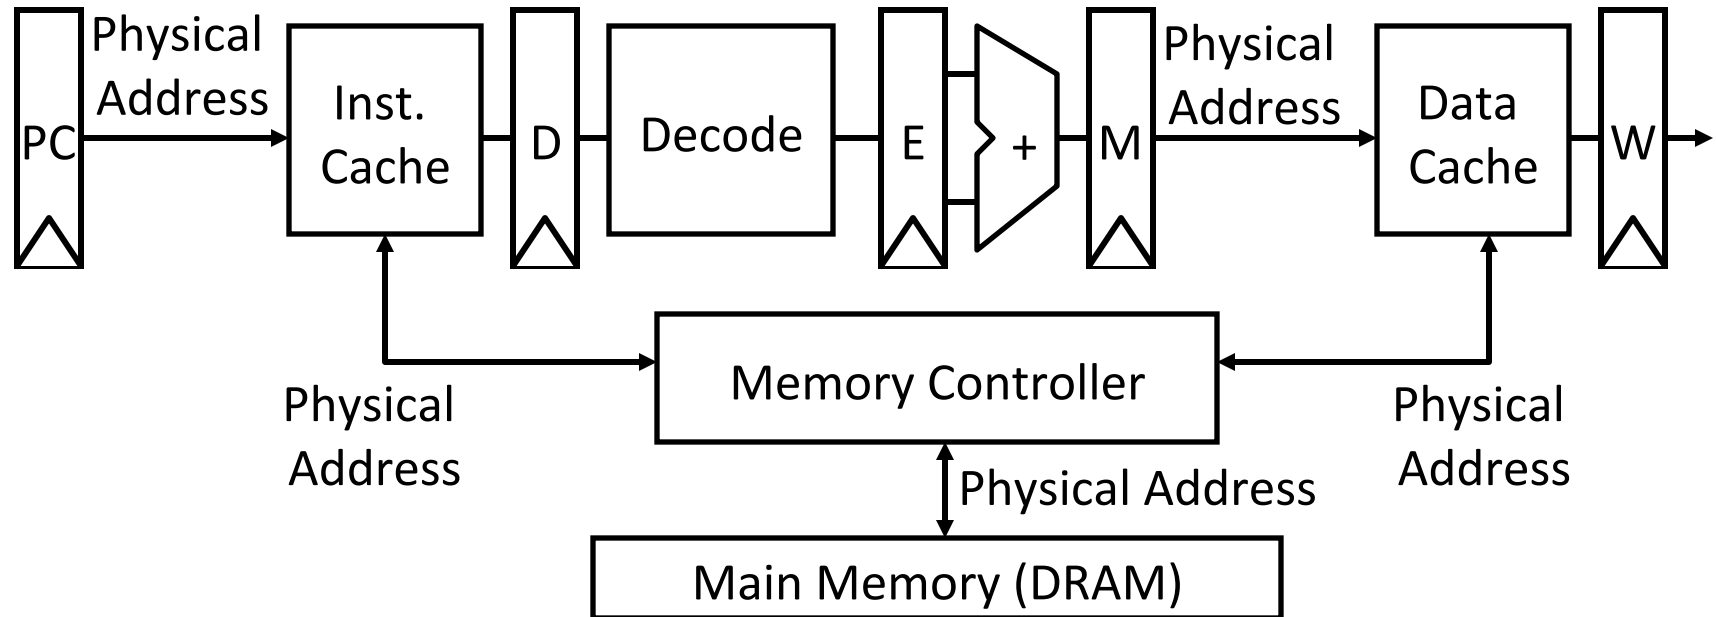 PC
Physical
Address
Inst.
Cache
D
Decode
E
+
M
Physical
Address
Data
Cache
W
Physical
Address
Memory Controller
Physical
Address
Physical Address
Main Memory (DRAM)